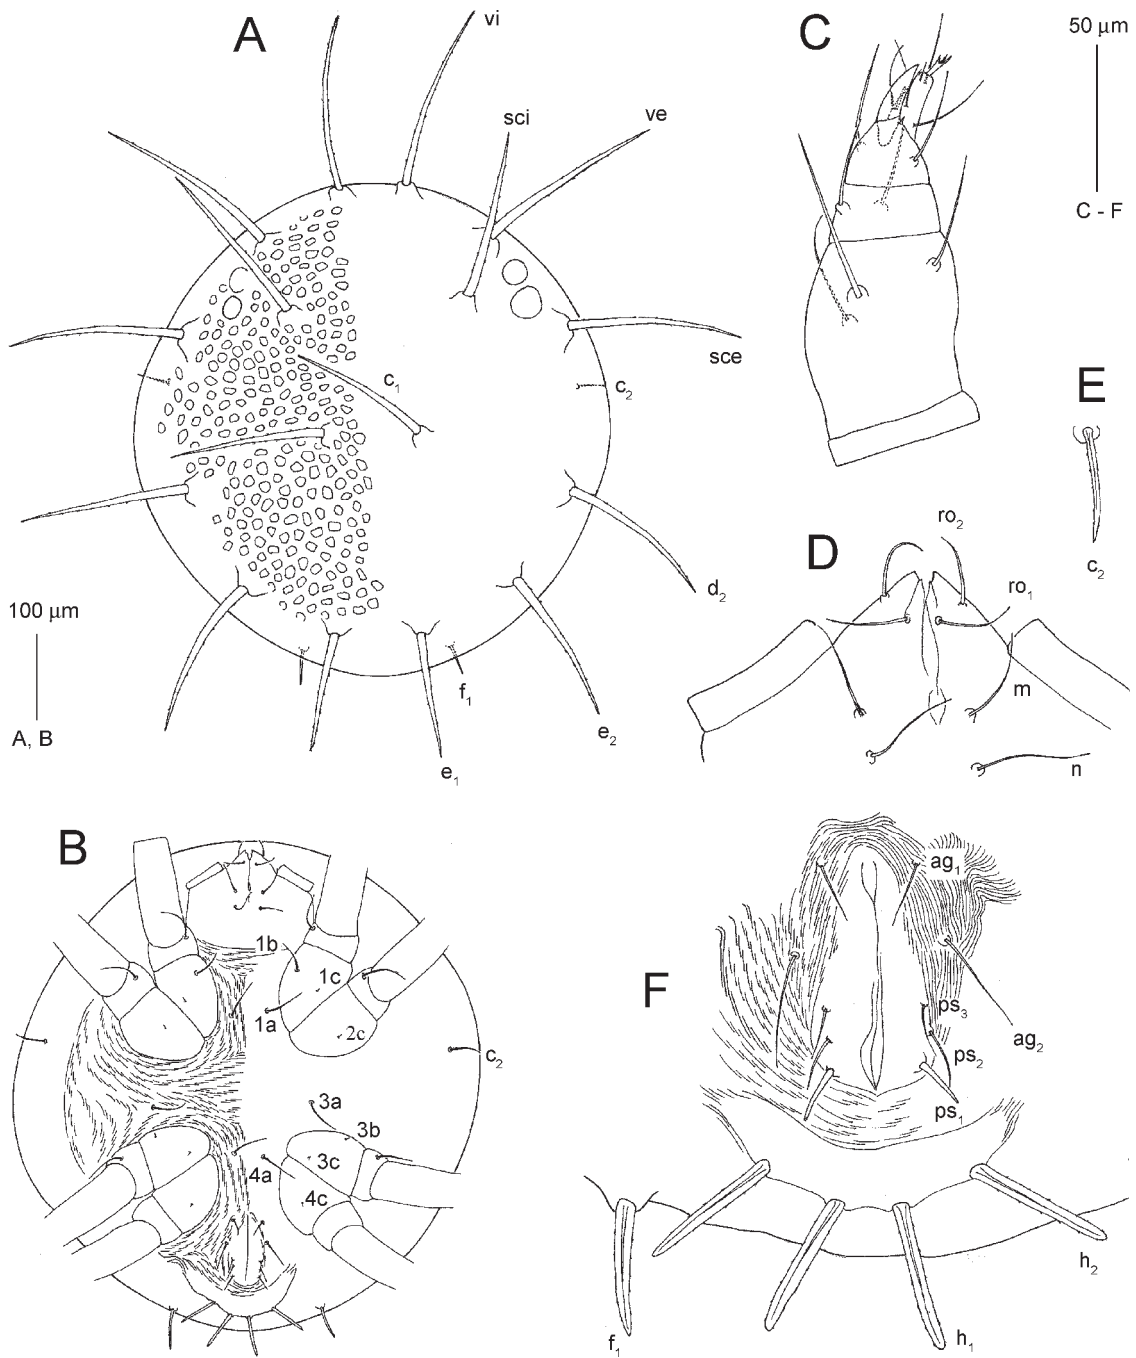 A
vi
sci
ve
sce
c1
c2
d2
e2
f1
e1
100 µm
A, B
C
50 µm
C - F
E
c2
D
ro2
ro1
m
n
B
1b
1c
1a
2c
c2
3a
3b
3c
4a
4c
F
ag1
ag2
ps3
ps2
ps1
h2
h1
f1